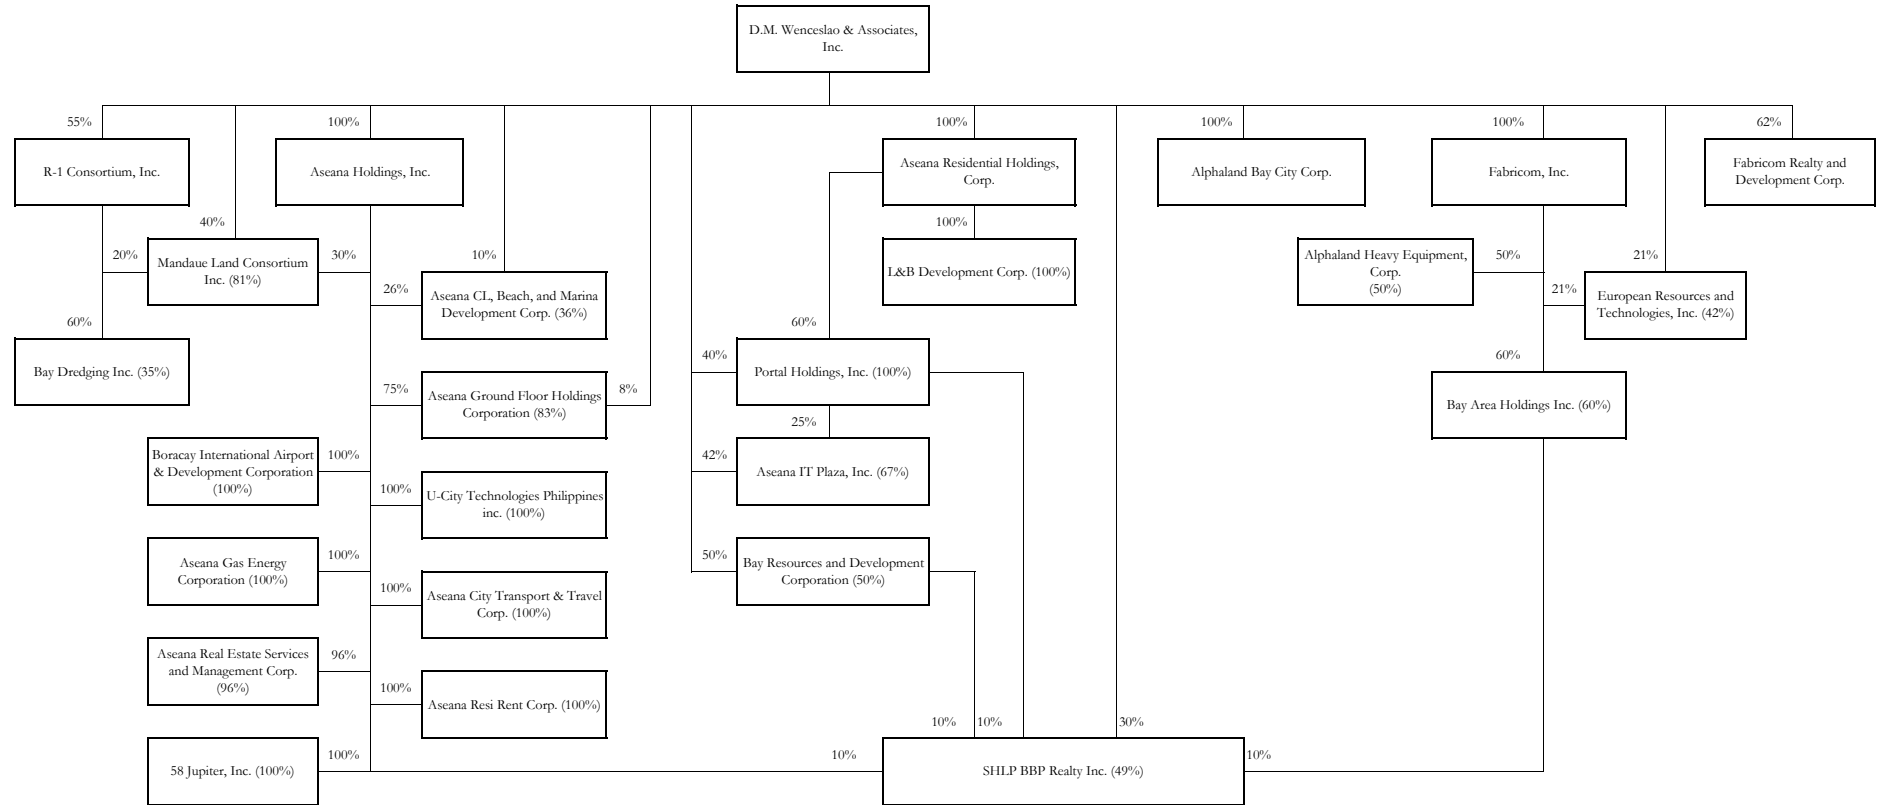 D.M. Wenceslao & Associates,
Inc.
55%
100%
100%
100%
100%
62%
R-1 Consortium, Inc.
Aseana Holdings, Inc.
Aseana Residential Holdings,
Corp.
Alphaland Bay City Corp.
Fabricom, Inc.
Fabricom Realty and
Development Corp.
40%
100%
20%
Mandaue Land Consortium
Inc. (81%)
30%
10%
L&B Development Corp. (100%)
Alphaland Heavy Equipment,
Corp.
(50%)
50%
21%
26%
Aseana CL, Beach, and Marina
Development Corp. (36%)
21%
European Resources and
Technologies, Inc. (42%)
60%
60%
60%
Bay Dredging Inc. (35%)
40%
Portal Holdings, Inc. (100%)
75%
Aseana Ground Floor Holdings
Corporation (83%)
8%
Bay Area Holdings Inc. (60%)
25%
Boracay International Airport
& Development Corporation
(100%)
100%
42%
Aseana IT Plaza, Inc. (67%)
100%
U-City Technologies Philippines
inc. (100%)
Aseana Gas Energy
Corporation (100%)
100%
50%
Bay Resources and Development
Corporation (50%)
100%
Aseana City Transport & Travel
Corp. (100%)
Aseana Real Estate Services
and Management Corp.
(96%)
96%
100%
Aseana Resi Rent Corp. (100%)
10%
10%
30%
58 Jupiter, Inc. (100%)
100%
10%
SHLP BBP Realty Inc. (49%)
10%